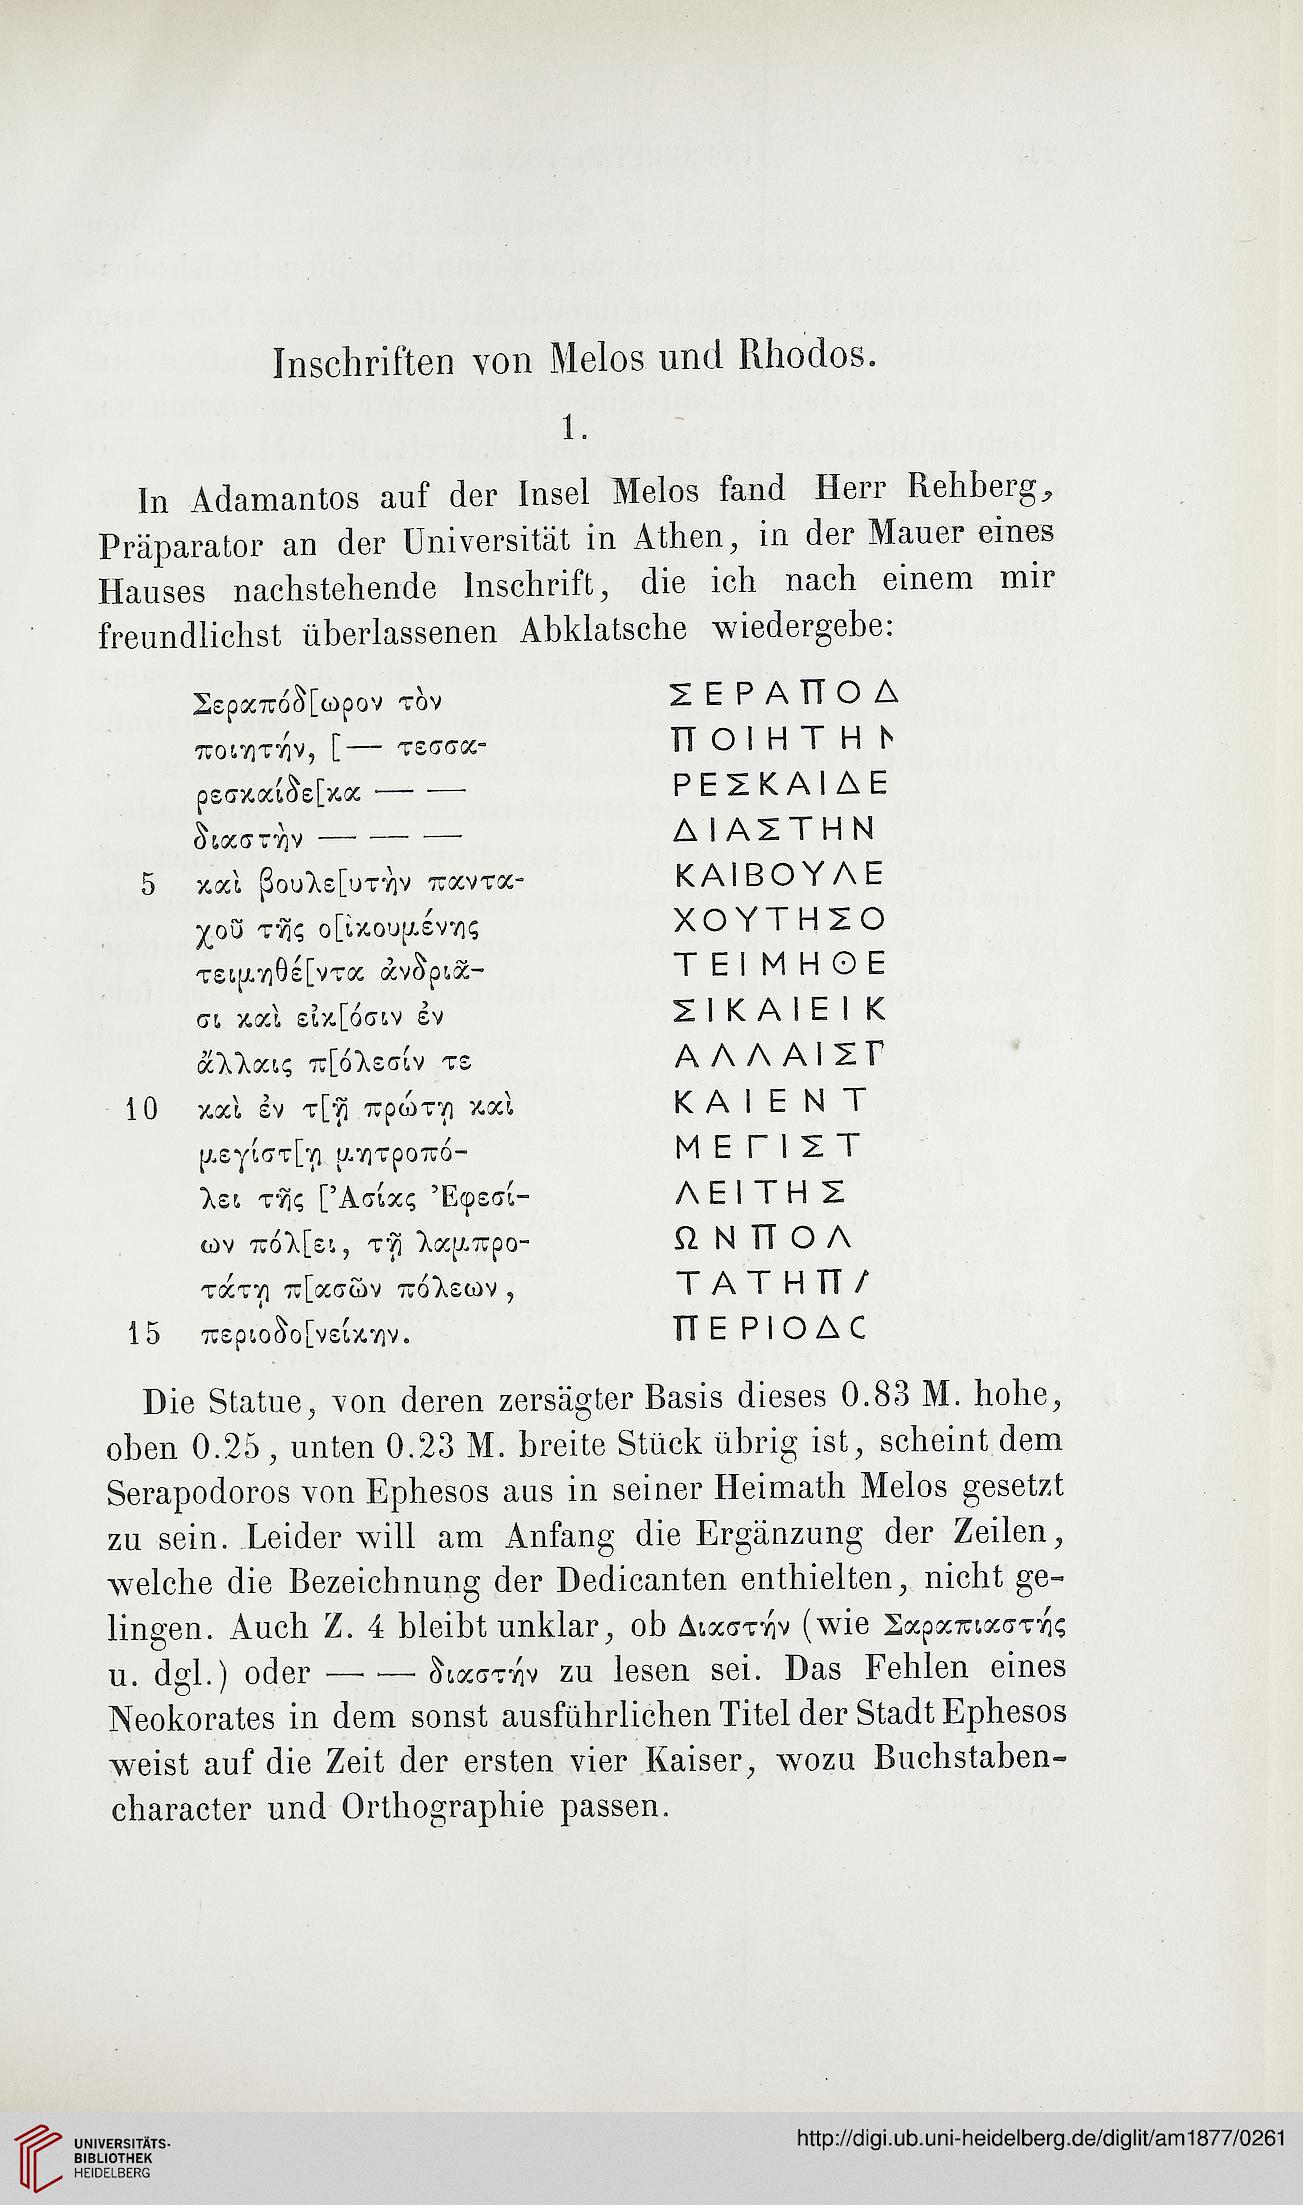 Inschriften von Melos und Rhodos.
1.
In Adamantos auf der Insel Melos fand Herr Rehberg,
Präparator an der Universität in Athen, in der Mauer eines
Hauses nachstehende Inschrift, die ich nach einem mir
freundlichst überlassenen Abklatsche wiedergebe:
Σεραπόδ[ωρον τὸν ΣΕΡΑΠΟΔ
ποιητήν, [— τεσσα- ΠΟΙΗΤΗΝ
ρεσκαίδε[κα — — ΡΕΣΚΑΙΔΕ
διαστὴν — — — ΔΙΑΣΤΗΝ
5 καὶ βουλε[υτὴν παντα- ΚΑΙΒΟΥΛΕ
χοῦ τῆς ο[ἰκουμένης ΧΟΥΤΗΣΟ
τειμηθέ[ντα ἀνδριᾶ- ΤΕΙΜΗΘΕ
σι καὶ εἰκ[όσιν ἐν ΣΙΚΑΙΕΙΚ
ἄλλαις π[όλεσίν τε ΑΛΛΑΙΣΓ
10 καὶ ἐν τ[ῇ πρώτῃ καὶ ΚΑΙΕΝΤ
μεγίστ[ῃ μητροπό- ΜΕΓΙΣΤ
λει τῆς [Ἀσίας Ἐφεσί- ΛΕΙΤΗΣ
ων πόλ[ει, τῇ λαμπρο- ΩΝΠΟΛ
τάτῃ π[ασῶν πόλεων, ΤΑΤΗΠ/
15 περιοδο[νείκην. ΠΕΡΙΟΔC
Die Statue, von deren zersägter Basis dieses 0.83 M. hohe,
oben 0.25, unten 0.23 M. breite Stück übrig ist, scheint dem
Serapodoros von Ephesos aus in seiner Heimath Melos gesetzt
zu sein. Leider will am Anfang die Ergänzung der Zeilen,
welche die Bezeichnung der Dedicanten enthielten, nicht ge-
lingen. Auch Z. 4 bleibt unklar, ob Διαστήν (wie Σαραπιαστής
u. dgl.) oder — — διαστήν zu lesen sei. Das Fehlen eines
Neokorates in dem sonst ausführlichen Titel der Stadt Ephesos
weist auf die Zeit der ersten vier Kaiser, wozu Buchstaben-
character und Orthographie passen.
UNIVERSITÄTS-
BIBLIOTHEK
HEIDELBERG
http://digi.ub.uni-heidelberg.de/diglit/am1877/0261